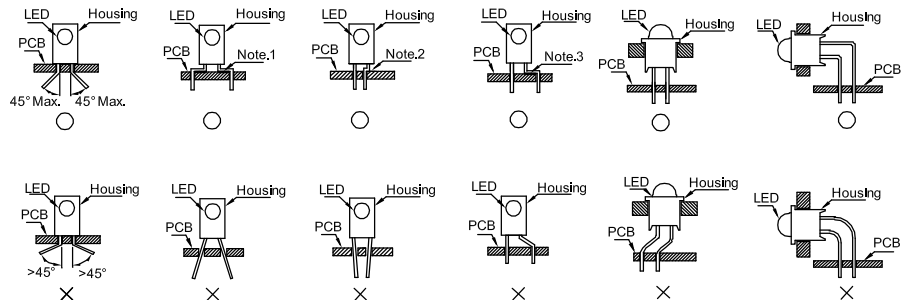 LED Housing
PCB
45° Max. 45° Max.
LED Housing
PCB Note.1
LED Housing
PCB Note.2
LED Housing
PCB Note.3
LED Housing
PCB
Housing
LED
PCB
LED Housing
PCB
>45° >45°
LED Housing
PCB
LED Housing
PCB
LED Housing
PCB
LED Housing
PCB
Housing
LED
PCB